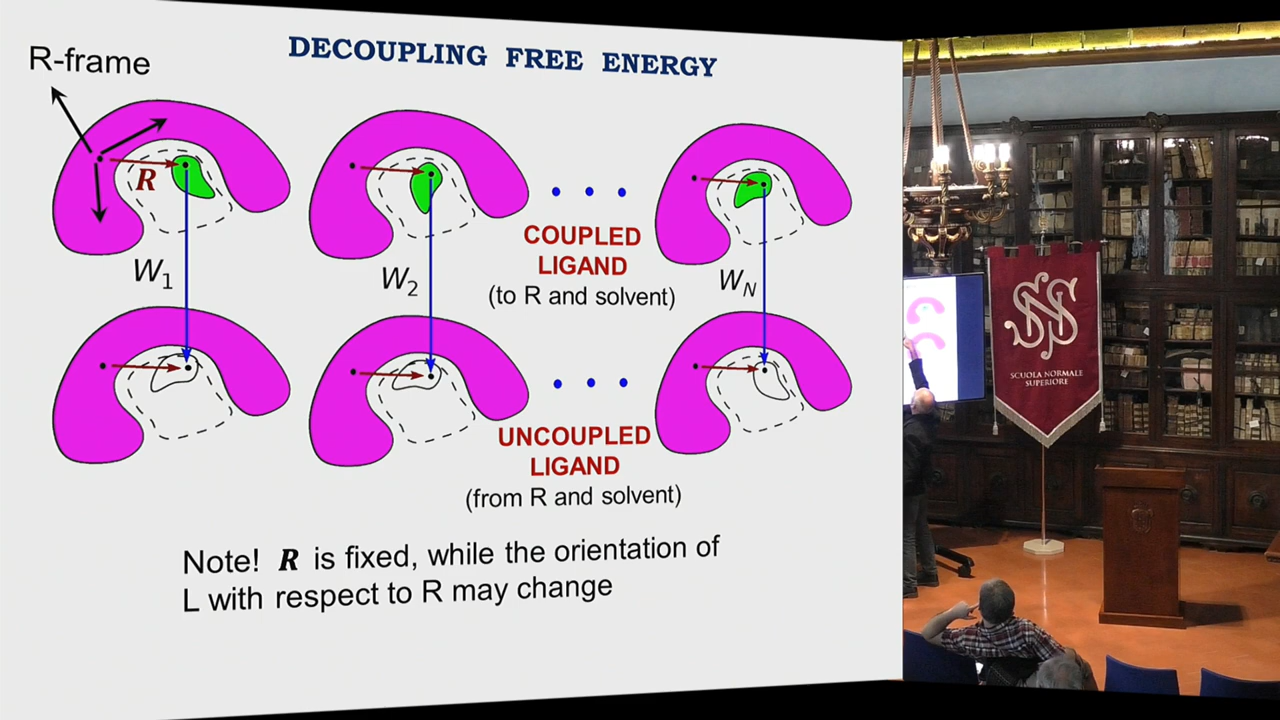 DECOUPLING FREE ENERGY
R-frame
R
W1
W2
WN
COUPLED
LIGAND
(to R and solvent)
UNCOUPLED
LIGAND
(from R and solvent)
Note! R is fixed, while the orientation of
L with respect to R may change
SNS
SCUOLA NORMALE
SUPERIORE